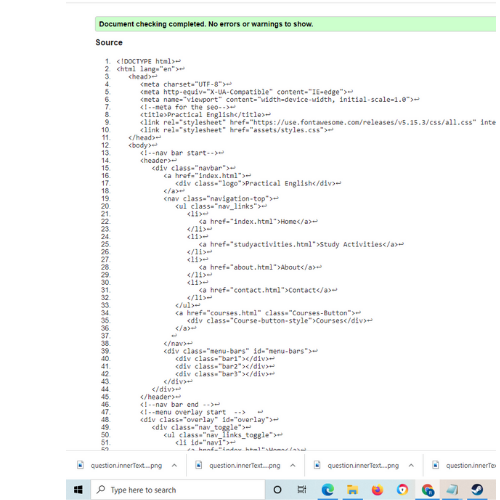 Document checking completed. No errors or warnings to show.
Source
1. <!DOCTYPE html>↩
2. <html lang="en">↩
3. <head>↩
4. <meta charset="UTF-8">↩
5. <meta http-equiv="X-UA-Compatible" content="IE=edge">↩
6. <meta name="viewport" content="width=device-width, initial-scale=1.0">↩
7. <!--meta for the seo-->↩
8. <title>Practical English</title>↩
9. <link rel="stylesheet" href="https://use.fontawesome.com/releases/v5.15.3/css/all.css" inte
10. <link rel="stylesheet" href="assets/styles.css">↩
11. </head>↩
12. <body>↩
13. <!--nav bar start-->↩
14. <header>↩
15. <div class="navbar">↩
16. <a href="index.html">↩
17. <div class="logo">Practical English</div>↩
18. </a>↩
19. <nav class="navigation-top">↩
20. <ul class="nav_links">↩
21. <li>↩
22. <a href="index.html">Home</a>↩
23. </li>↩
24. <li>↩
25. <a href="studyactivities.html">Study Activities</a>↩
26. </li>↩
27. <li>↩
28. <a href="about.html">About</a>↩
29. </li>↩
30. <li>↩
31. <a href="contact.html">Contact</a>↩
32. </li>↩
33. </ul>↩
34. <a href="courses.html" class="Courses-Button">↩
35. <div class="Course-button-style">Courses</div>↩
36. </a>↩
37. ↩
38. </nav>↩
39. <div class="menu-bars" id="menu-bars">↩
40. <div class="bar1"></div>↩
41. <div class="bar2"></div>↩
42. <div class="bar3"></div>↩
43. </div>↩
44. </div>↩
45. </header>↩
46. <!--nav bar end -->↩
47. <!--menu overlay start --> ↩
48. <div class="overlay" id="overlay">↩
49. <div class="nav_toggle">↩
50. <ul class="nav_links_toggle">↩
51. <li id="nav1">↩
52. <a href="index.html">Home</a>↩
question.innerText....png question.innerText....png question.innerText....png question.innerText....png
Type here to search